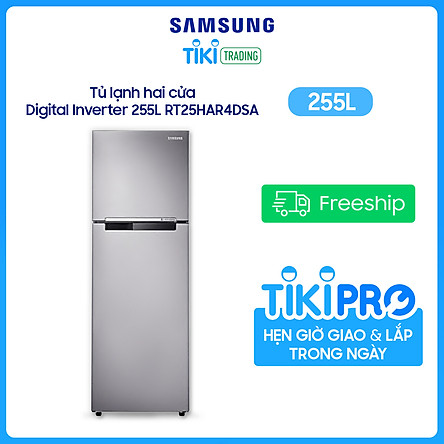 SAMSUNG
TIKI TRADING
Tủ lạnh hai cửa
Digital Inverter 255L RT25HAR4DSA
255L
SAMSUNG
Freeship
TIKIPRO
HẸN GIỜ GIAO & LẮP
TRONG NGÀY